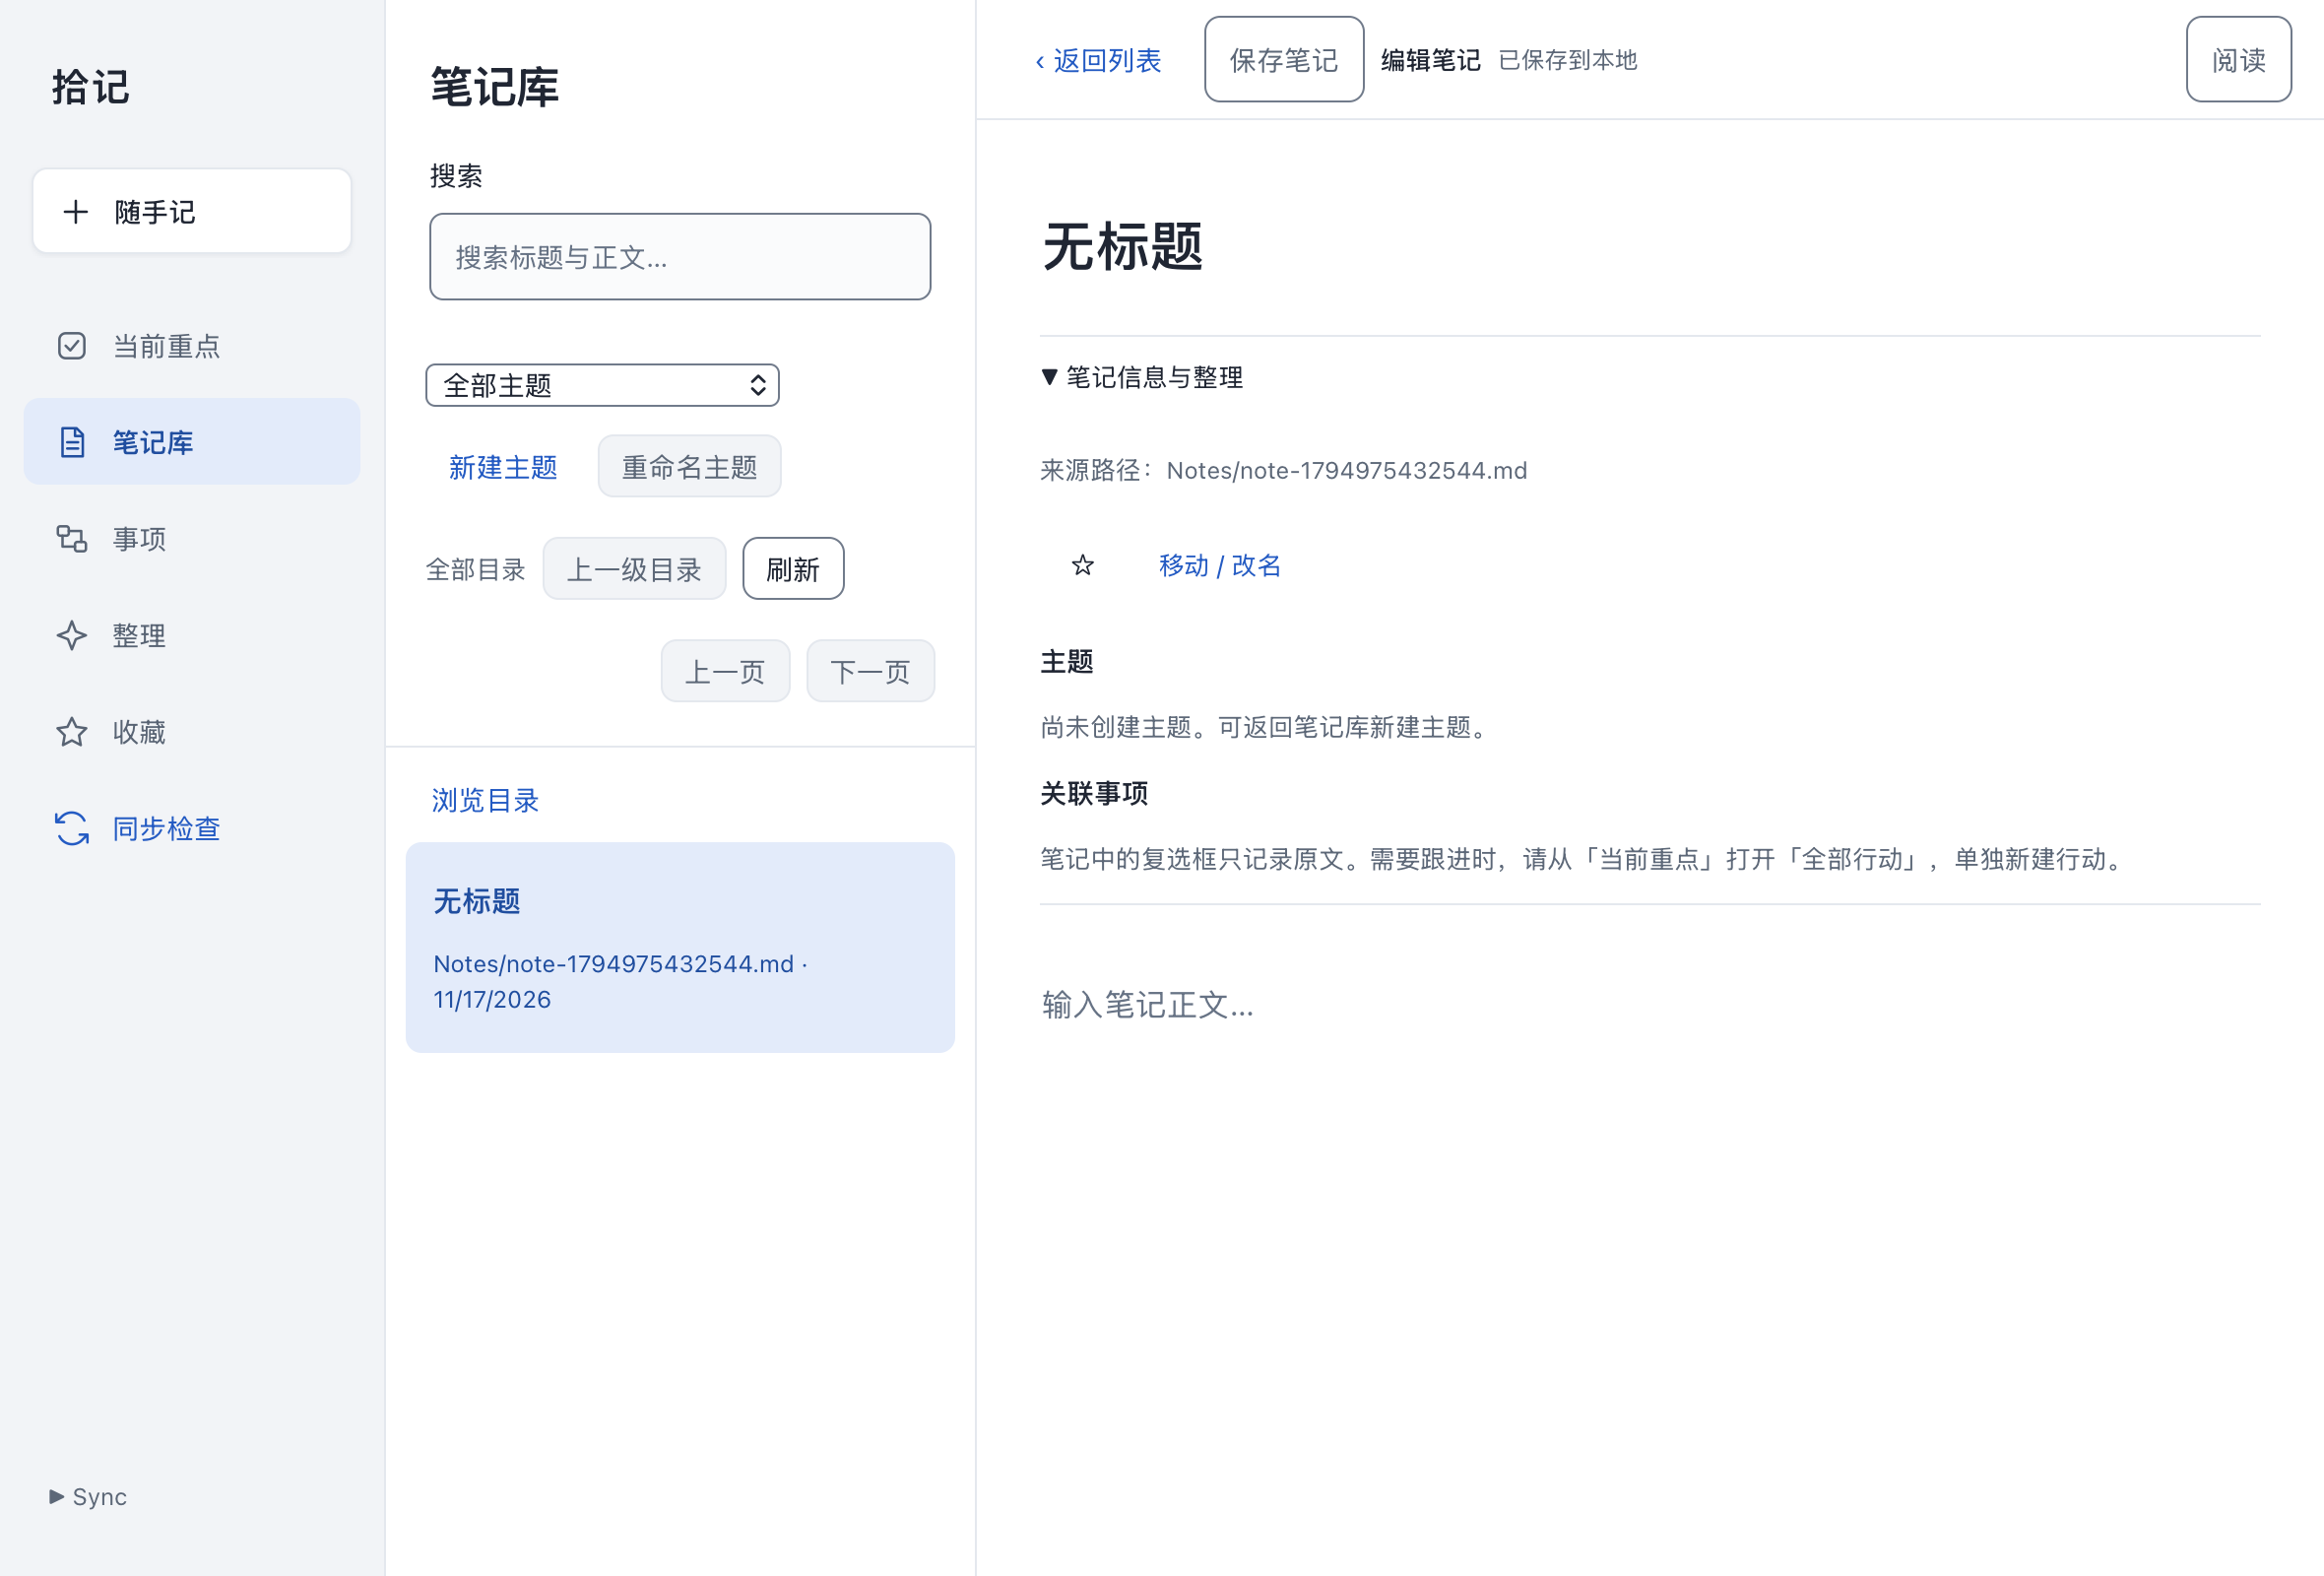 拾记
随手记
当前重点
笔记库
事项
整理
收藏
同步检查
Sync
笔记库
搜索
搜索标题与正文...
全部主题
新建主题 重命名主题
全部目录 上一级目录 刷新
上一页 下一页
浏览目录
无标题
Notes/note-1794975432544.md ·
11/17/2026
‹ 返回列表 保存笔记 编辑笔记 已保存到本地 阅读
无标题
▼ 笔记信息与整理
来源路径：Notes/note-1794975432544.md
☆ 移动 / 改名
主题
尚未创建主题。可返回笔记库新建主题。
关联事项
笔记中的复选框只记录原文。需要跟进时，请从「当前重点」打开「全部行动」，单独新建行动。
输入笔记正文...